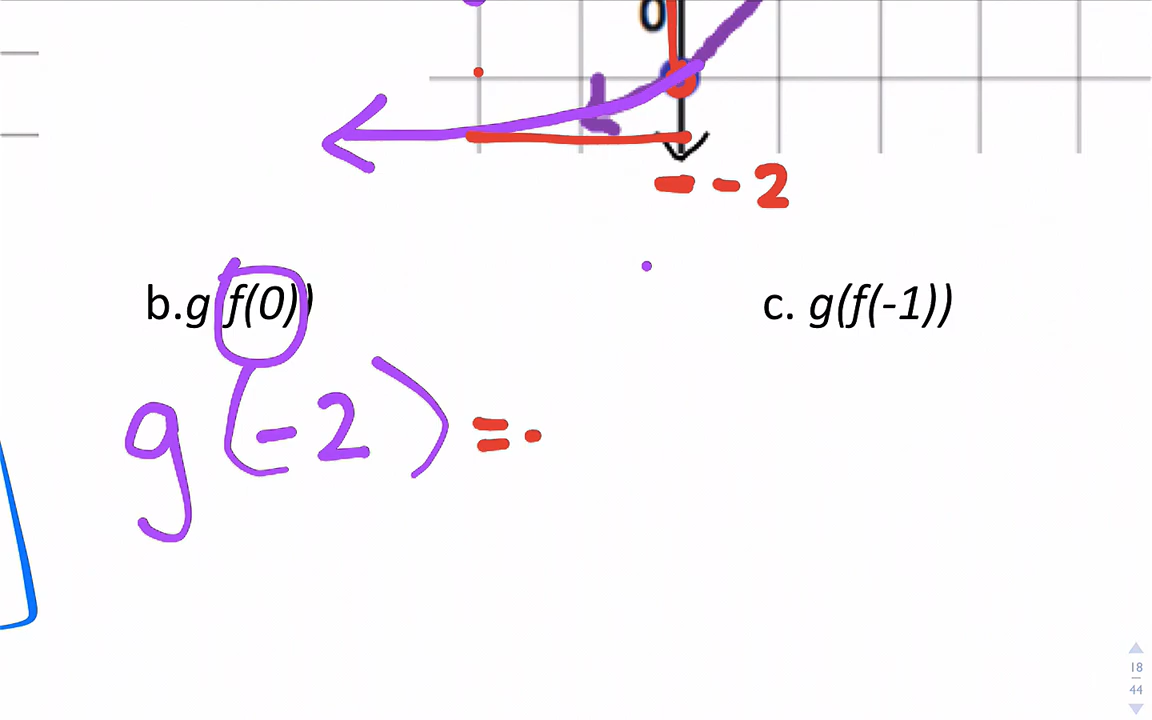 0
- -2
b.g(f(0))
c. g(f(-1))
g(-2) = -
18
44